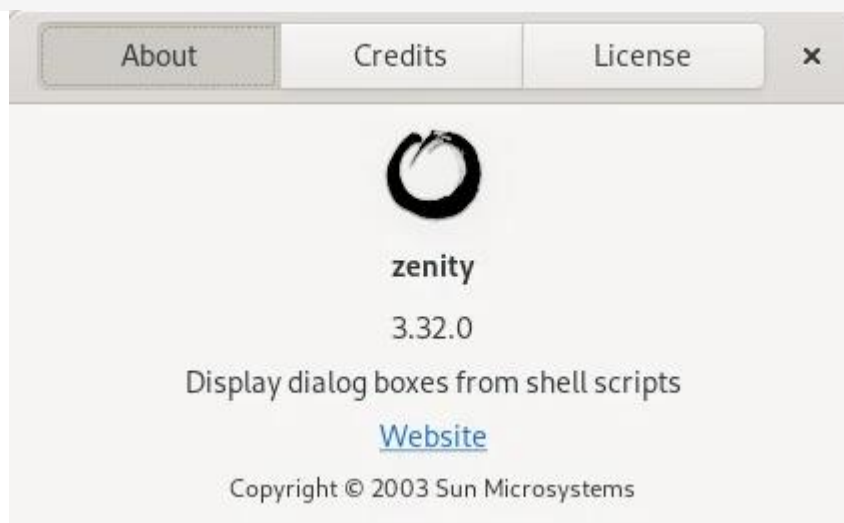 About Credits License ×
zenity
3.32.0
Display dialog boxes from shell scripts
Website
Copyright © 2003 Sun Microsystems